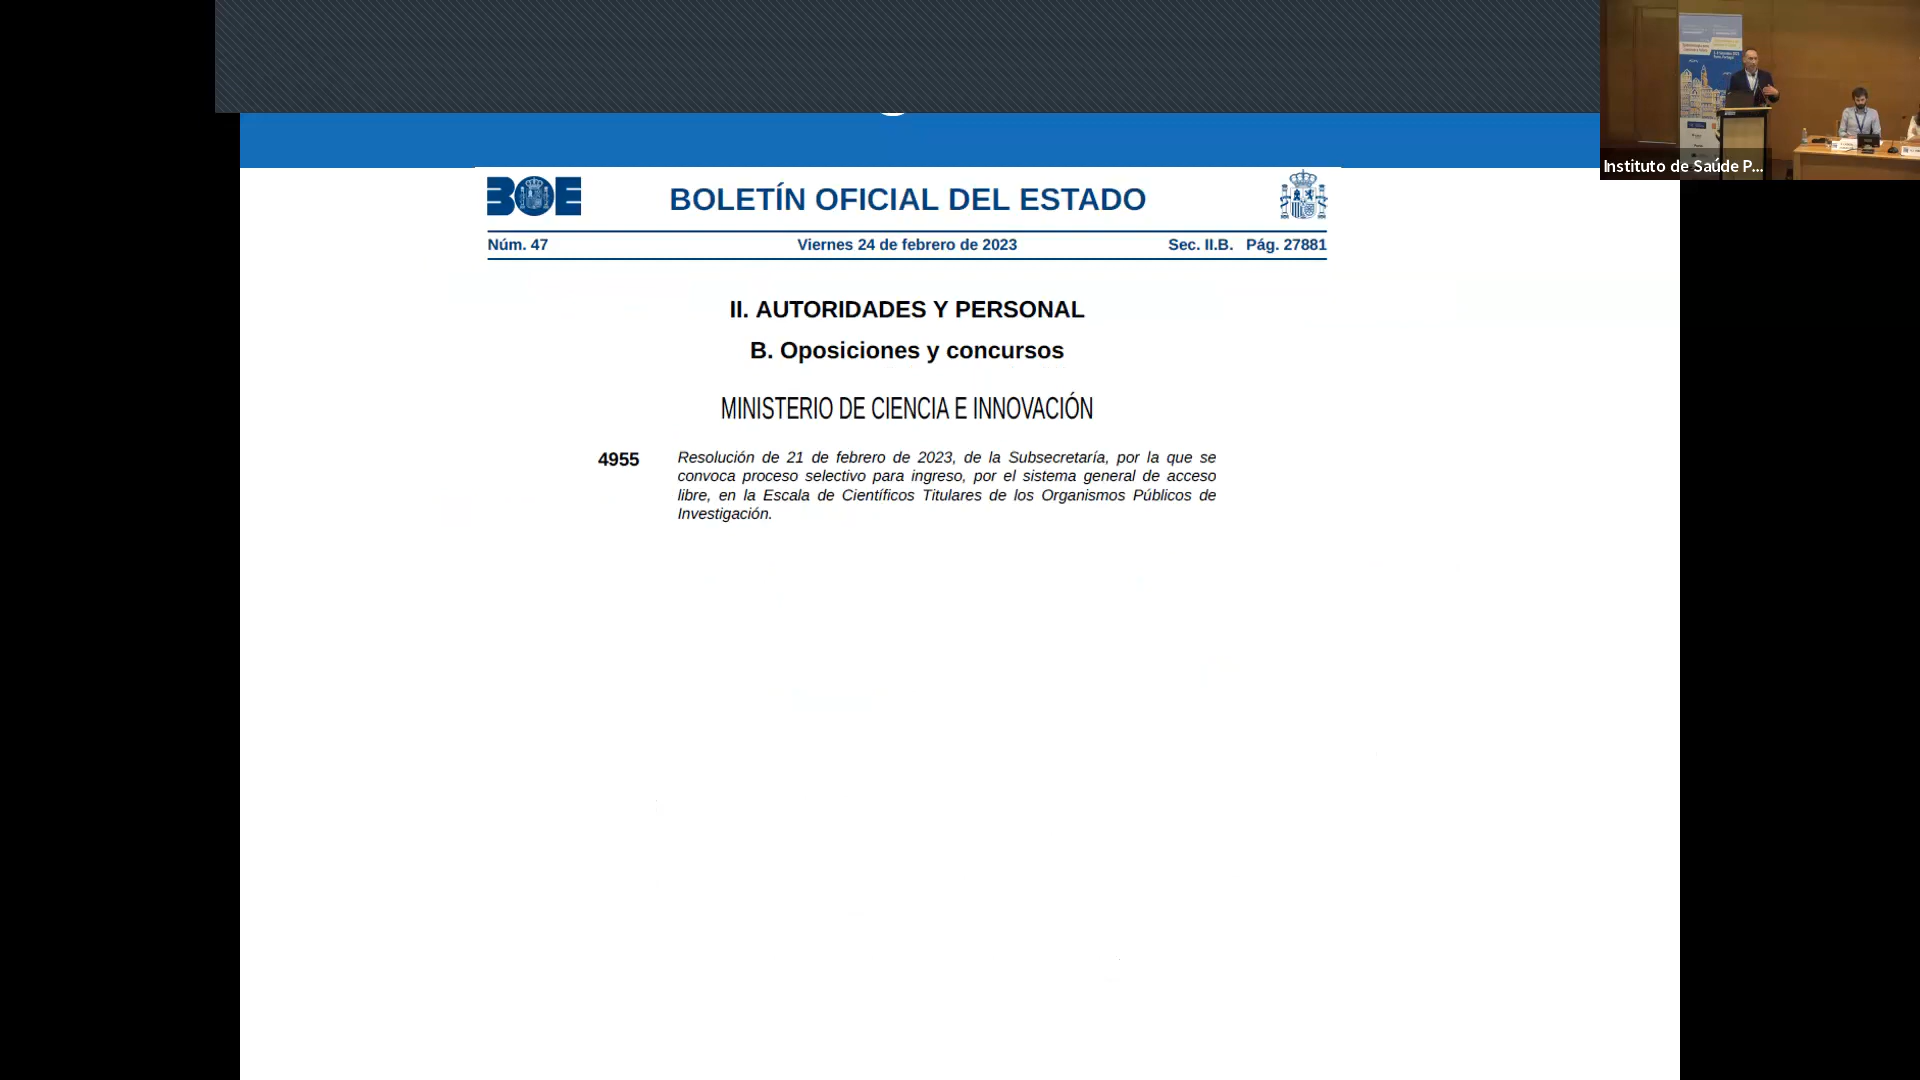 BOE
BOLETÍN OFICIAL DEL ESTADO
Núm. 47
Viernes 24 de febrero de 2023
Sec. II.B. Pág. 27881
II. AUTORIDADES Y PERSONAL
B. Oposiciones y concursos
MINISTERIO DE CIENCIA E INNOVACIÓN
4955
Resolución de 21 de febrero de 2023, de la Subsecretaría, por la que se
convoca proceso selectivo para ingreso, por el sistema general de acceso
libre, en la Escala de Científicos Titulares de los Organismos Públicos de
Investigación.
Instituto de Saúde P...